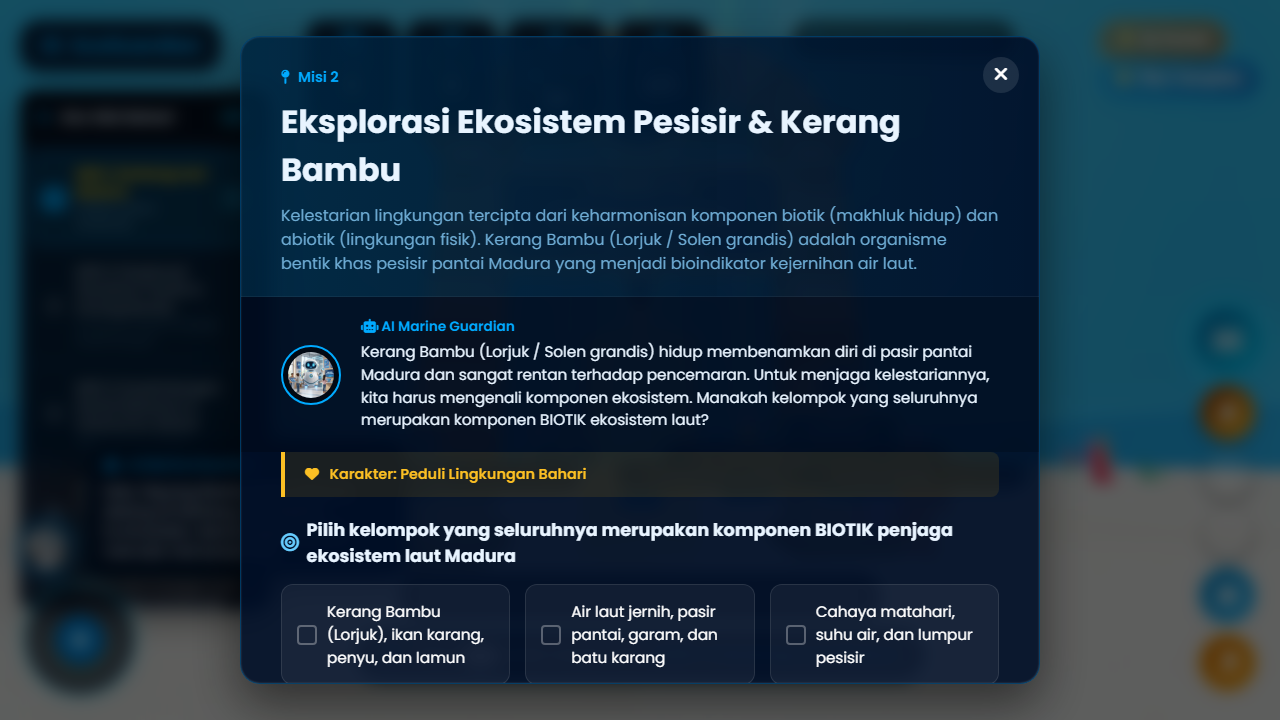 Misi 2
Eksplorasi Ekosistem Pesisir & Kerang
Bambu
Kelestarian lingkungan tercipta dari keharmonisan komponen biotik (makhluk hidup) dan
abiotik (lingkungan fisik). Kerang Bambu (Lorjuk / Solen grandis) adalah organisme
bentik khas pesisir pantai Madura yang menjadi bioindikator kejernihan air laut.
AI Marine Guardian
Kerang Bambu (Lorjuk / Solen grandis) hidup membenamkan diri di pasir pantai
Madura dan sangat rentan terhadap pencemaran. Untuk menjaga kelestariannya,
kita harus mengenali komponen ekosistem. Manakah kelompok yang seluruhnya
merupakan komponen BIOTIK ekosistem laut?
Karakter: Peduli Lingkungan Bahari
Pilih kelompok yang seluruhnya merupakan komponen BIOTIK penjaga
ekosistem laut Madura
Kerang Bambu
(Lorjuk), ikan karang,
penyu, dan lamun
Air laut jernih, pasir
pantai, garam, dan
batu karang
Cahaya matahari,
suhu air, dan lumpur
pesisir